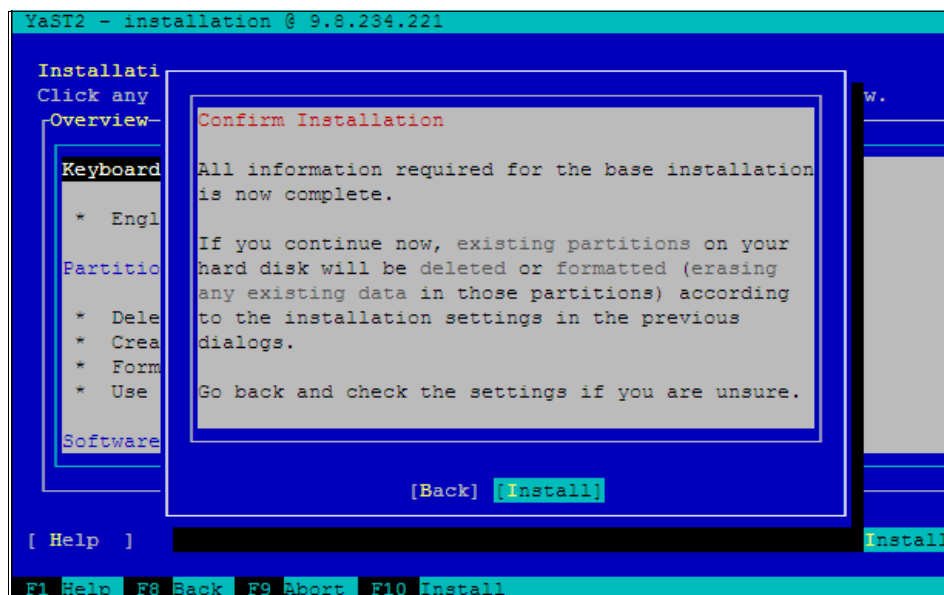 YaST2 - installation @ 9.8.234.221
Installati
Click any w.
Overview
Confirm Installation
Keyboard
All information required for the base installation
is now complete.
* Engl
If you continue now, existing partitions on your
Partitio
hard disk will be deleted or formatted (erasing
any existing data in those partitions) according
* Dele
to the installation settings in the previous
* Crea
dialogs.
* Form
* Use
Go back and check the settings if you are unsure.
Software
[Back] [Install]
[ Help ] Install
F1 Help F8 Back F9 Abort F10 Install